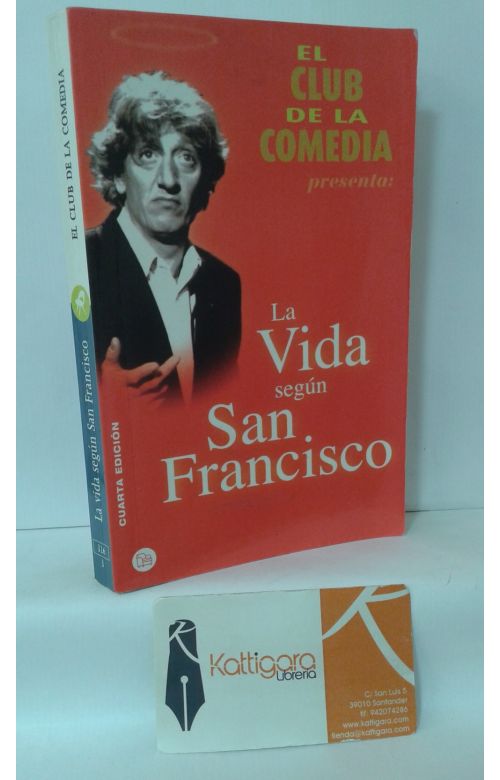 EL
CLUB
DE LA
COMEDIA
presenta:
La
Vida
según
San
Francisco
CUARTA EDICIÓN
EL CLUB DE LA COMEDIA
La vida según San Francisco
Kattigara
Librería
C/ San Luis 5
39010 Santander
tlf. 942074286
www.kattigara.com
tienda@kattigara.com